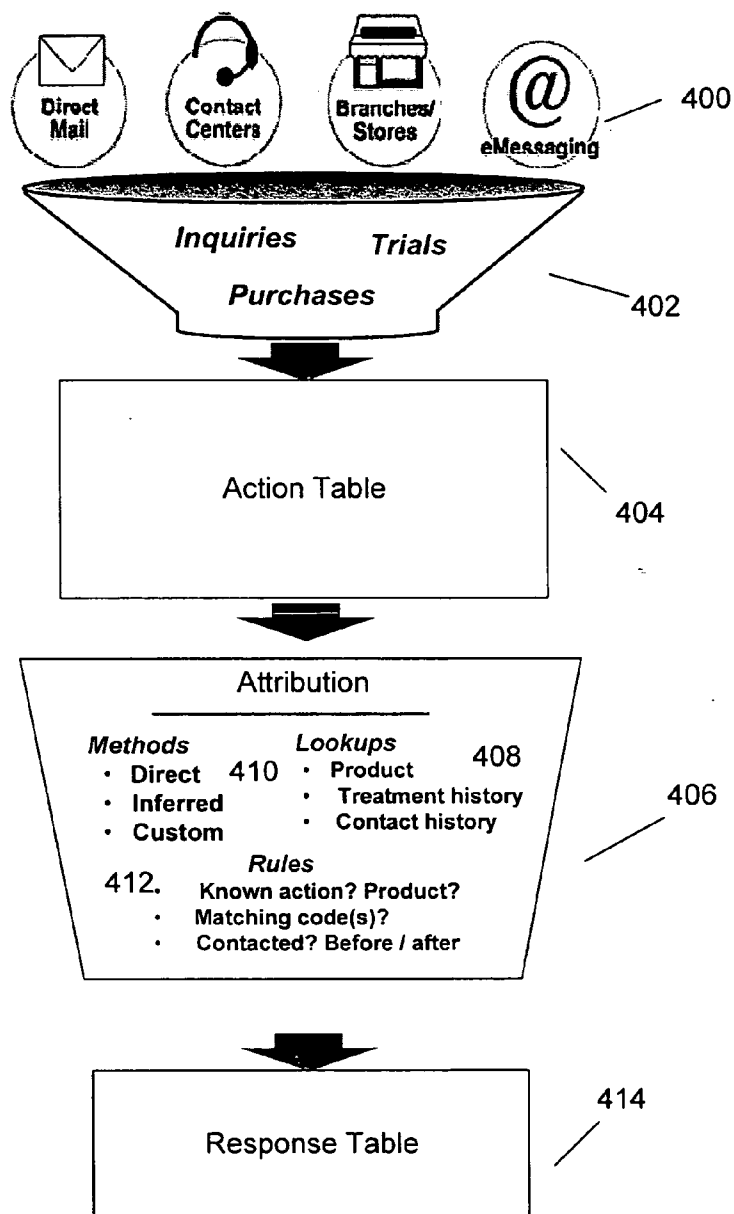 Direct
Mail
Contact
Centers
Branches/
Stores
@
eMessaging
400
Inquiries
Trials
Purchases
402
Action Table
404
Attribution
Methods
· Direct
· Inferred
· Custom
410
Lookups
· Product
· Treatment history
· Contact history
408
406
Rules
412
· Known action? Product?
· Matching code(s)?
· Contacted? Before / after
Response Table
414